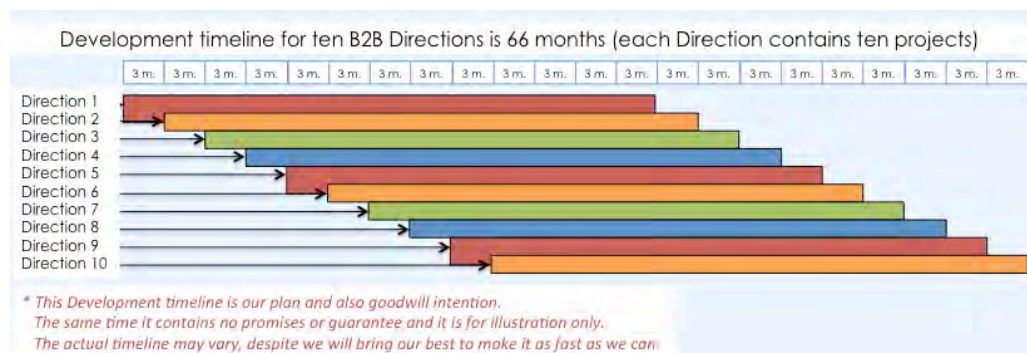 Development timeline for ten B2B Directions is 66 months (each Direction contains ten projects)
3 m. 3 m. 3 m. 3 m. 3 m. 3 m. 3 m. 3 m. 3 m. 3 m. 3 m. 3 m. 3 m. 3 m. 3 m. 3 m. 3 m. 3 m. 3 m. 3 m. 3 m. 3 m.
Direction 1
Direction 2
Direction 3
Direction 4
Direction 5
Direction 6
Direction 7
Direction 8
Direction 9
Direction 10
* This Development timeline is our plan and also goodwill intention.
The same time it contains no promises or guarantee and it is for illustration only.
The actual timeline may vary, despite we will bring our best to make it as fast as we can